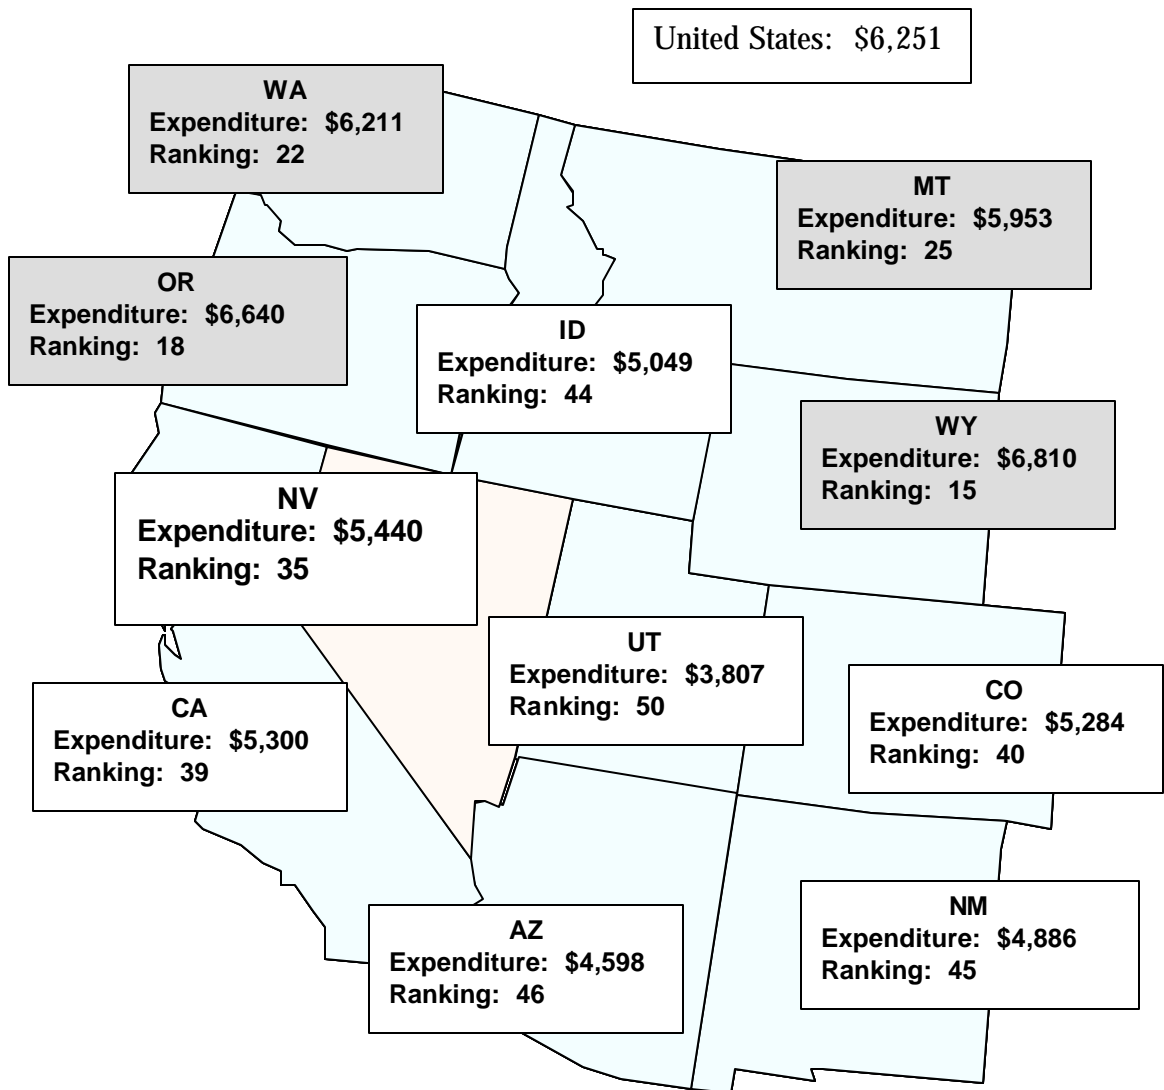 United States: $6,251
WA
Expenditure: $6,211
Ranking: 22
MT
Expenditure: $5,953
Ranking: 25
OR
Expenditure: $6,640
Ranking: 18
ID
Expenditure: $5,049
Ranking: 44
WY
Expenditure: $6,810
Ranking: 15
NV
Expenditure: $5,440
Ranking: 35
UT
Expenditure: $3,807
Ranking: 50
CO
Expenditure: $5,284
Ranking: 40
CA
Expenditure: $5,300
Ranking: 39
NM
Expenditure: $4,886
Ranking: 45
AZ
Expenditure: $4,598
Ranking: 46